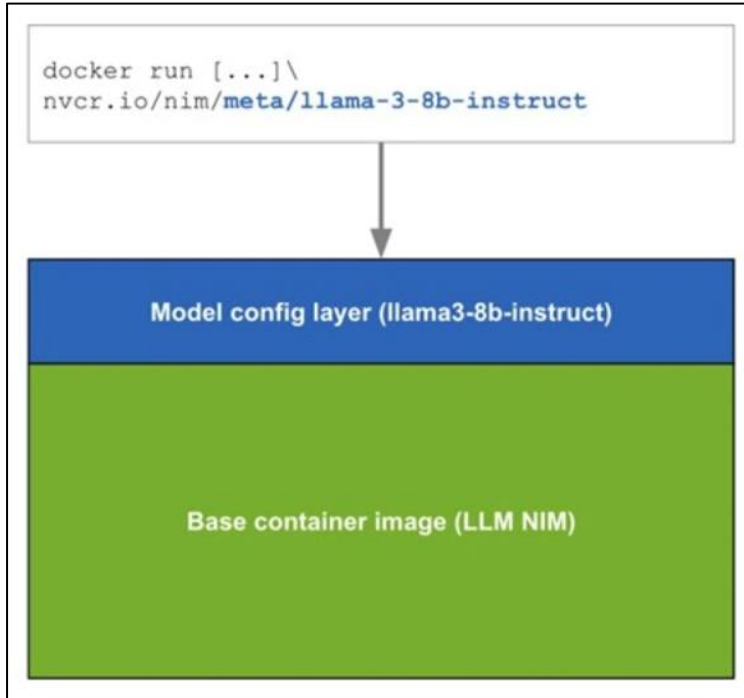 docker run [...]\
nvcr.io/nim/meta/llama-3-8b-instruct
Model config layer (llama3-8b-instruct)
Base container image (LLM NIM)